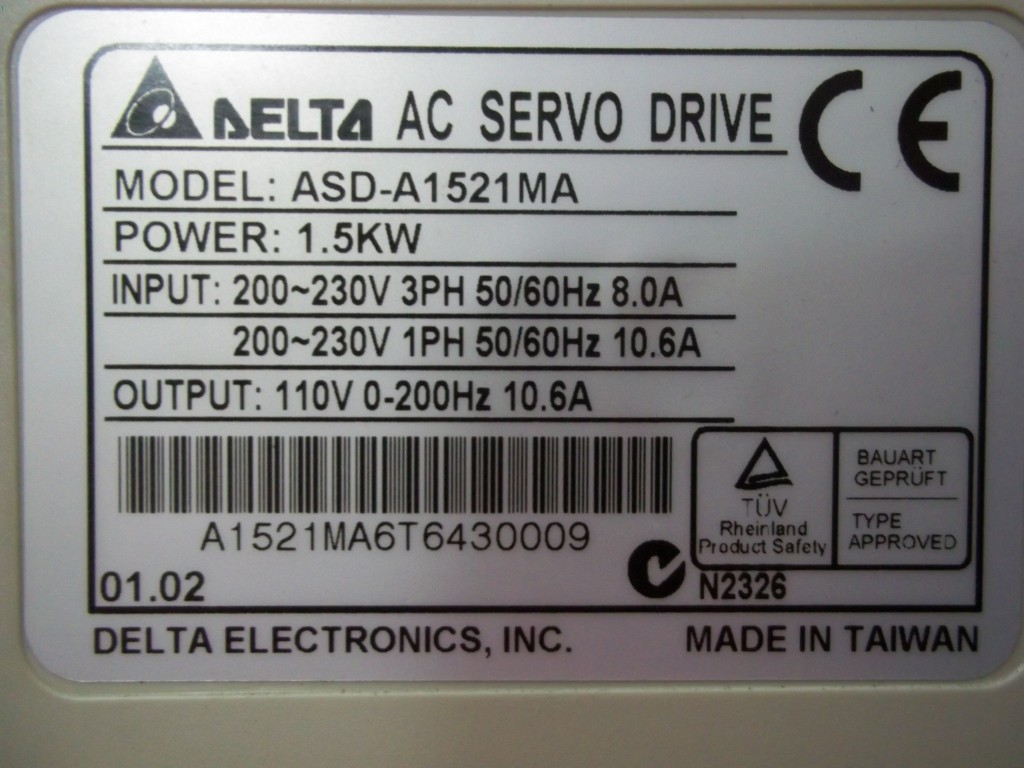 DELTA AC SERVO DRIVE CE
MODEL: ASD-A1521MA
POWER: 1.5KW
INPUT: 200~230V 3PH 50/60Hz 8.0A
200~230V 1PH 50/60Hz 10.6A
OUTPUT: 110V 0-200Hz 10.6A
A1521MA6T6430009
TÜV
Rheinland
Product Safety
BAUART
GEPRÜFT
TYPE
APPROVED
01.02
N2326
DELTA ELECTRONICS, INC. MADE IN TAIWAN